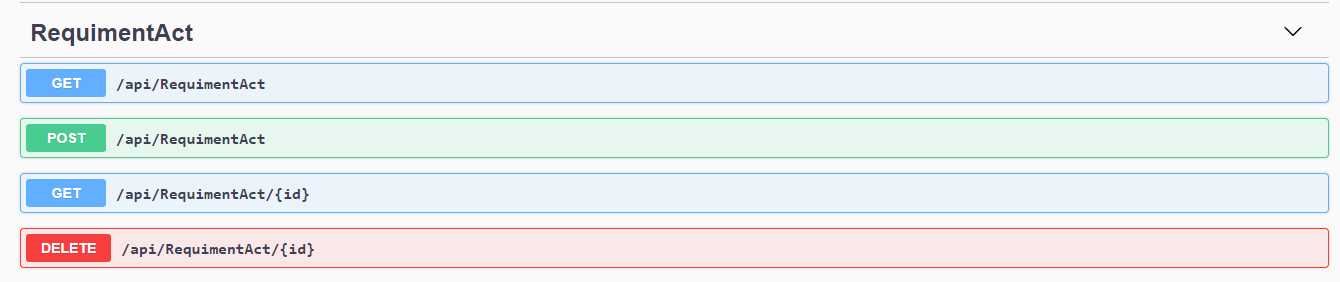 RequimentAct
GET /api/RequimentAct
POST /api/RequimentAct
GET /api/RequimentAct/{id}
DELETE /api/RequimentAct/{id}